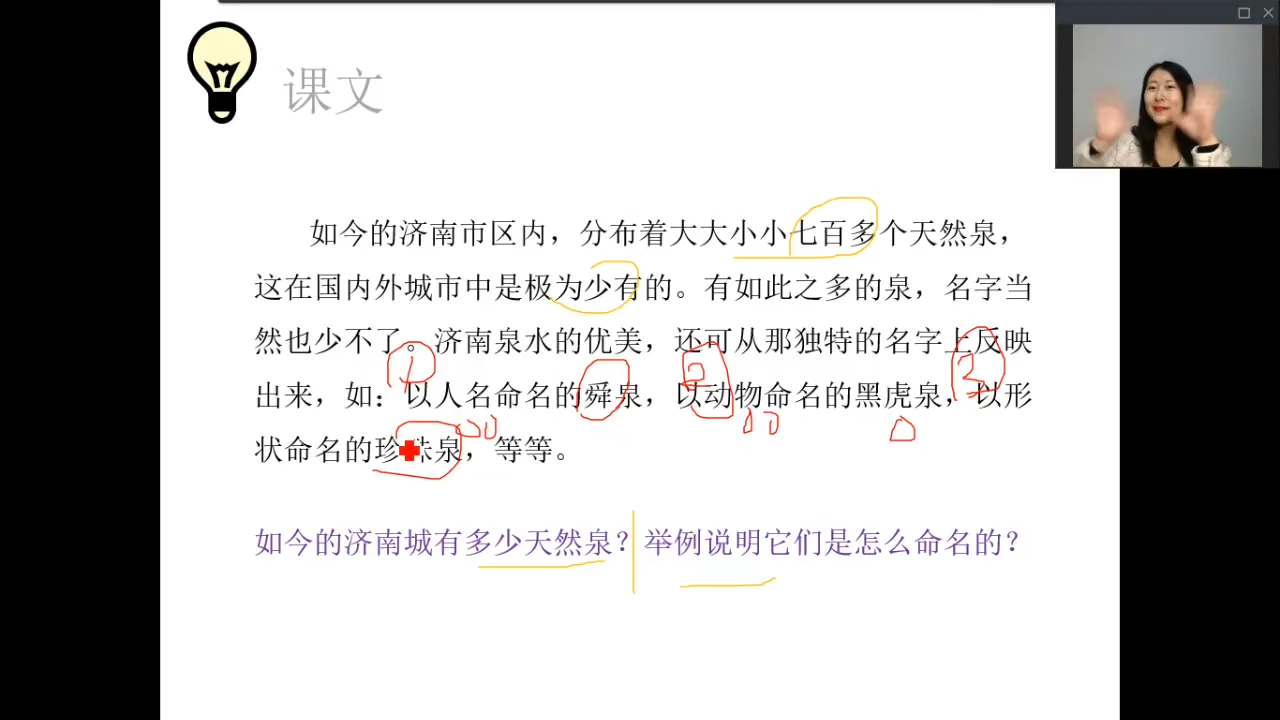 课文
如今的济南市区内，分布着大大小小七百多个天然泉，
这在国内外城市中是极为少有的。有如此之多的泉，名字当
然也少不了。济南泉水的优美，还可从那独特的名字上反映
出来，如：以人名命名的舜泉，以动物命名的黑虎泉，以形
状命名的珍珠泉，等等。
1
2
3
如今的济南城有多少天然泉？举例说明它们是怎么命名的？